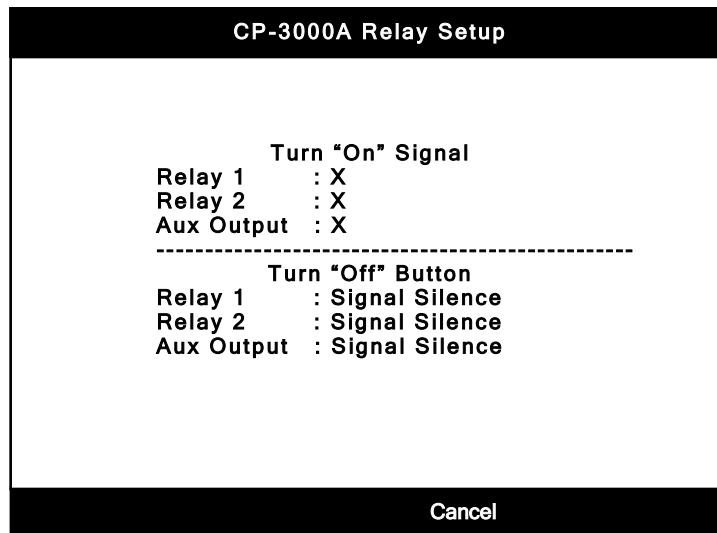 CP-3000A Relay Setup
Turn “On” Signal
Relay 1 : X
Relay 2 : X
Aux Output : X
------------------------------------------------
Turn “Off” Button
Relay 1 : Signal Silence
Relay 2 : Signal Silence
Aux Output : Signal Silence
Cancel